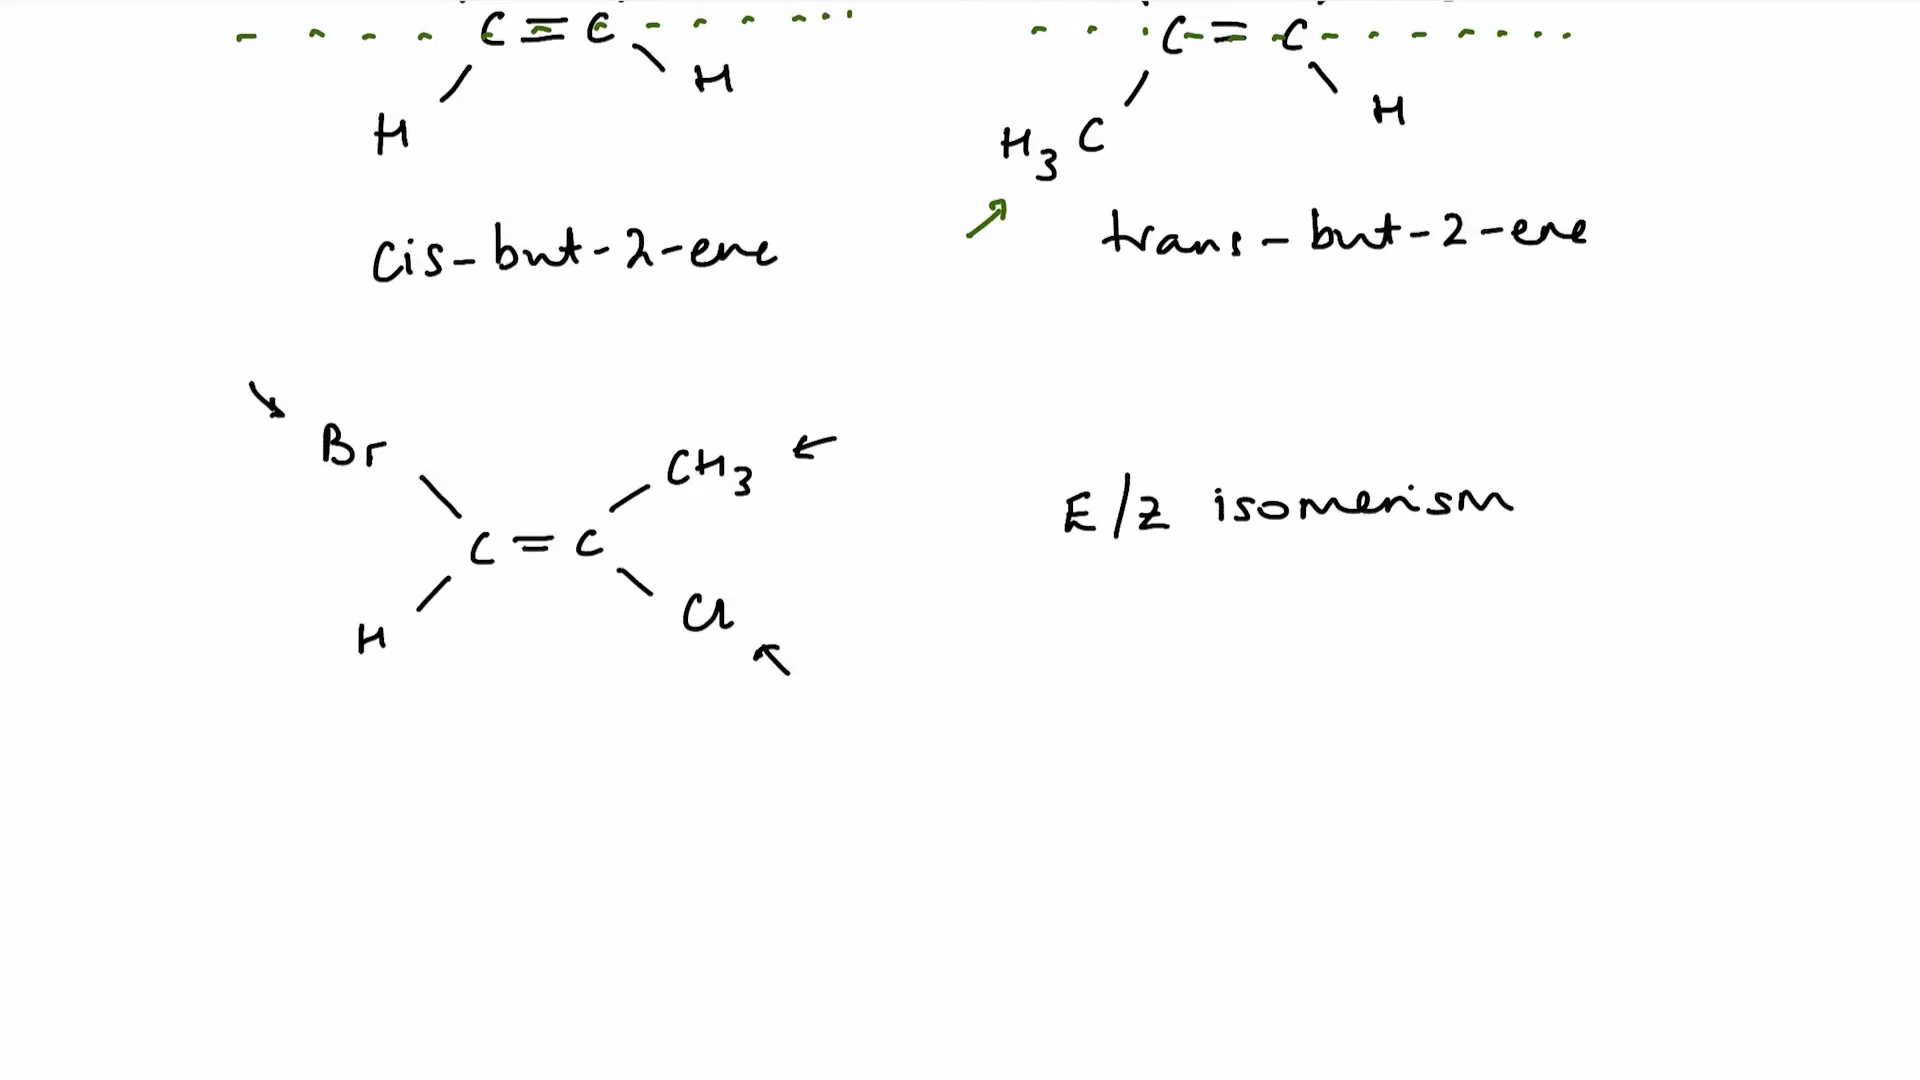 C = C
C = C
H
H
H
H3C
cis-but-2-ene
trans-but-2-ene
Br
CH3
E/Z isomerism
C = C
Cl
H